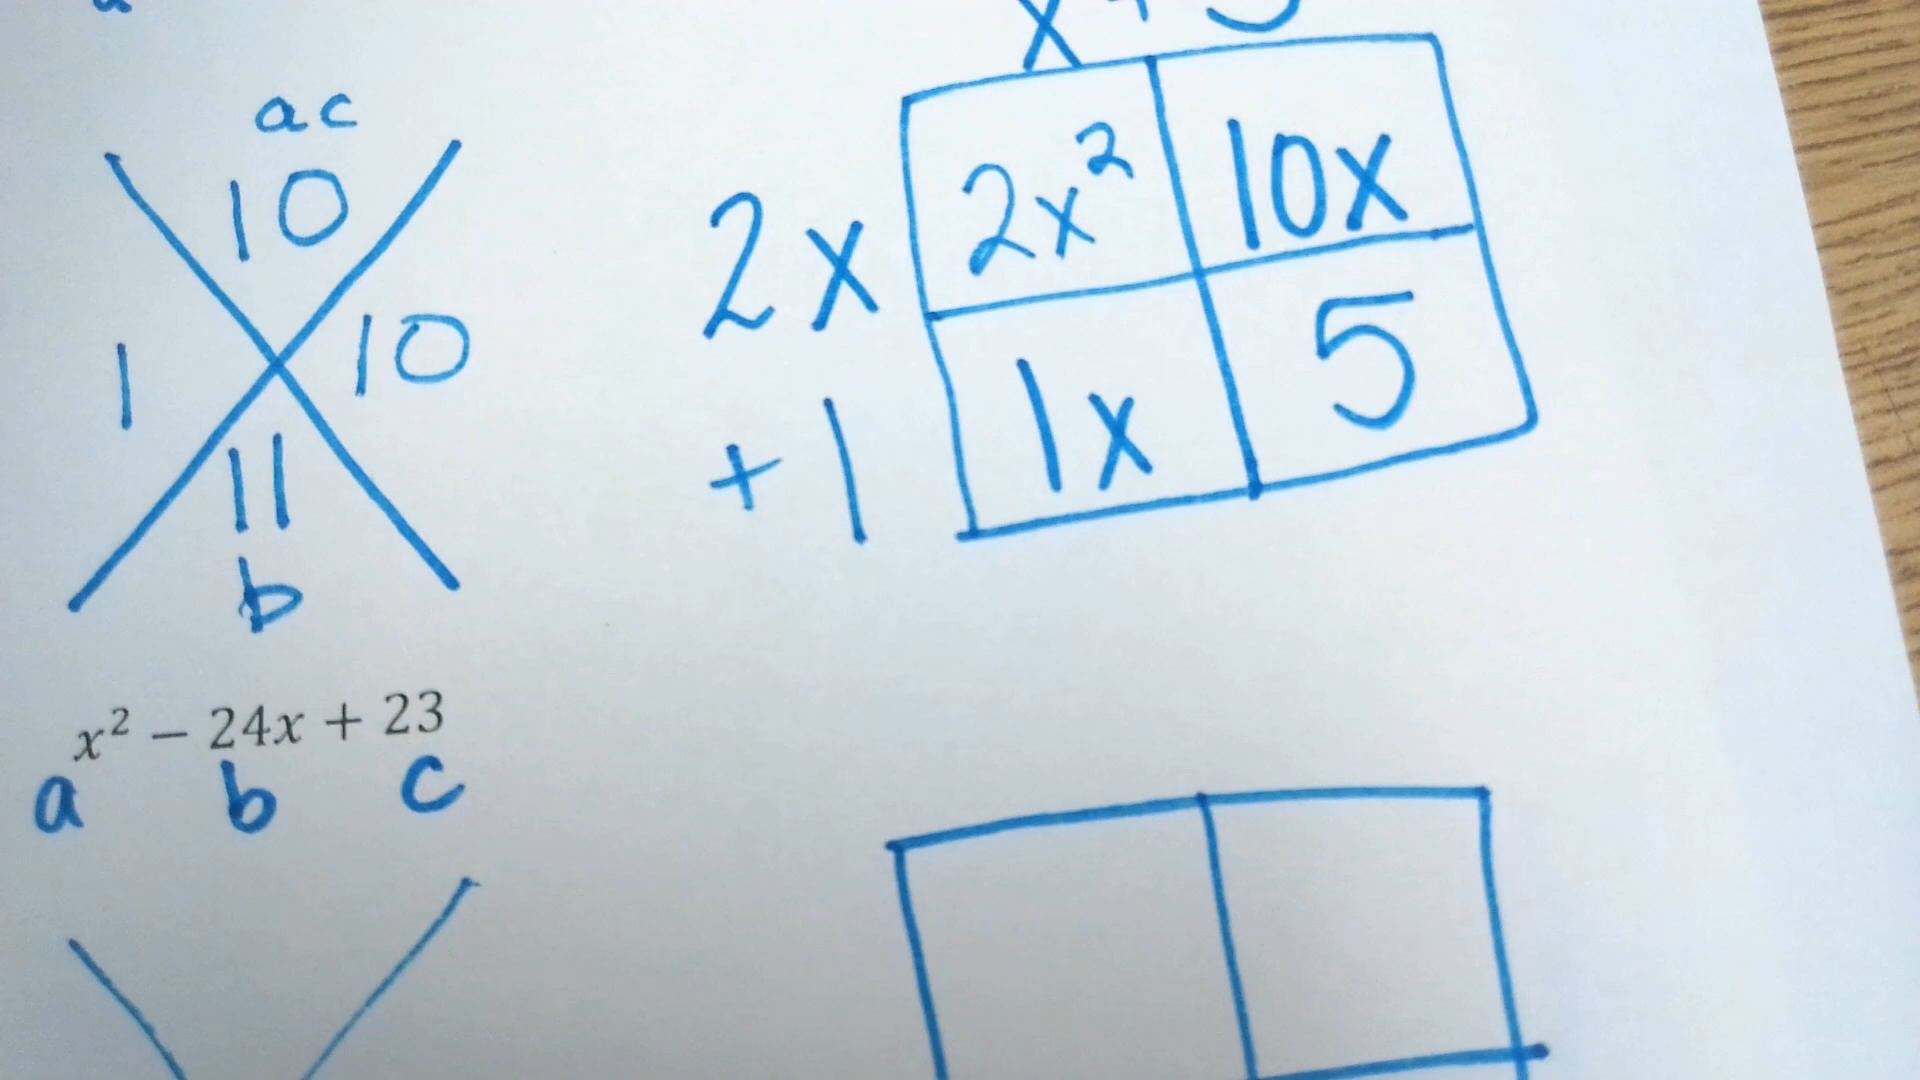 ac
10
1 10
11
b
x +
2x 2x² 10x
+1 1x 5
x² − 24x + 23
a b c